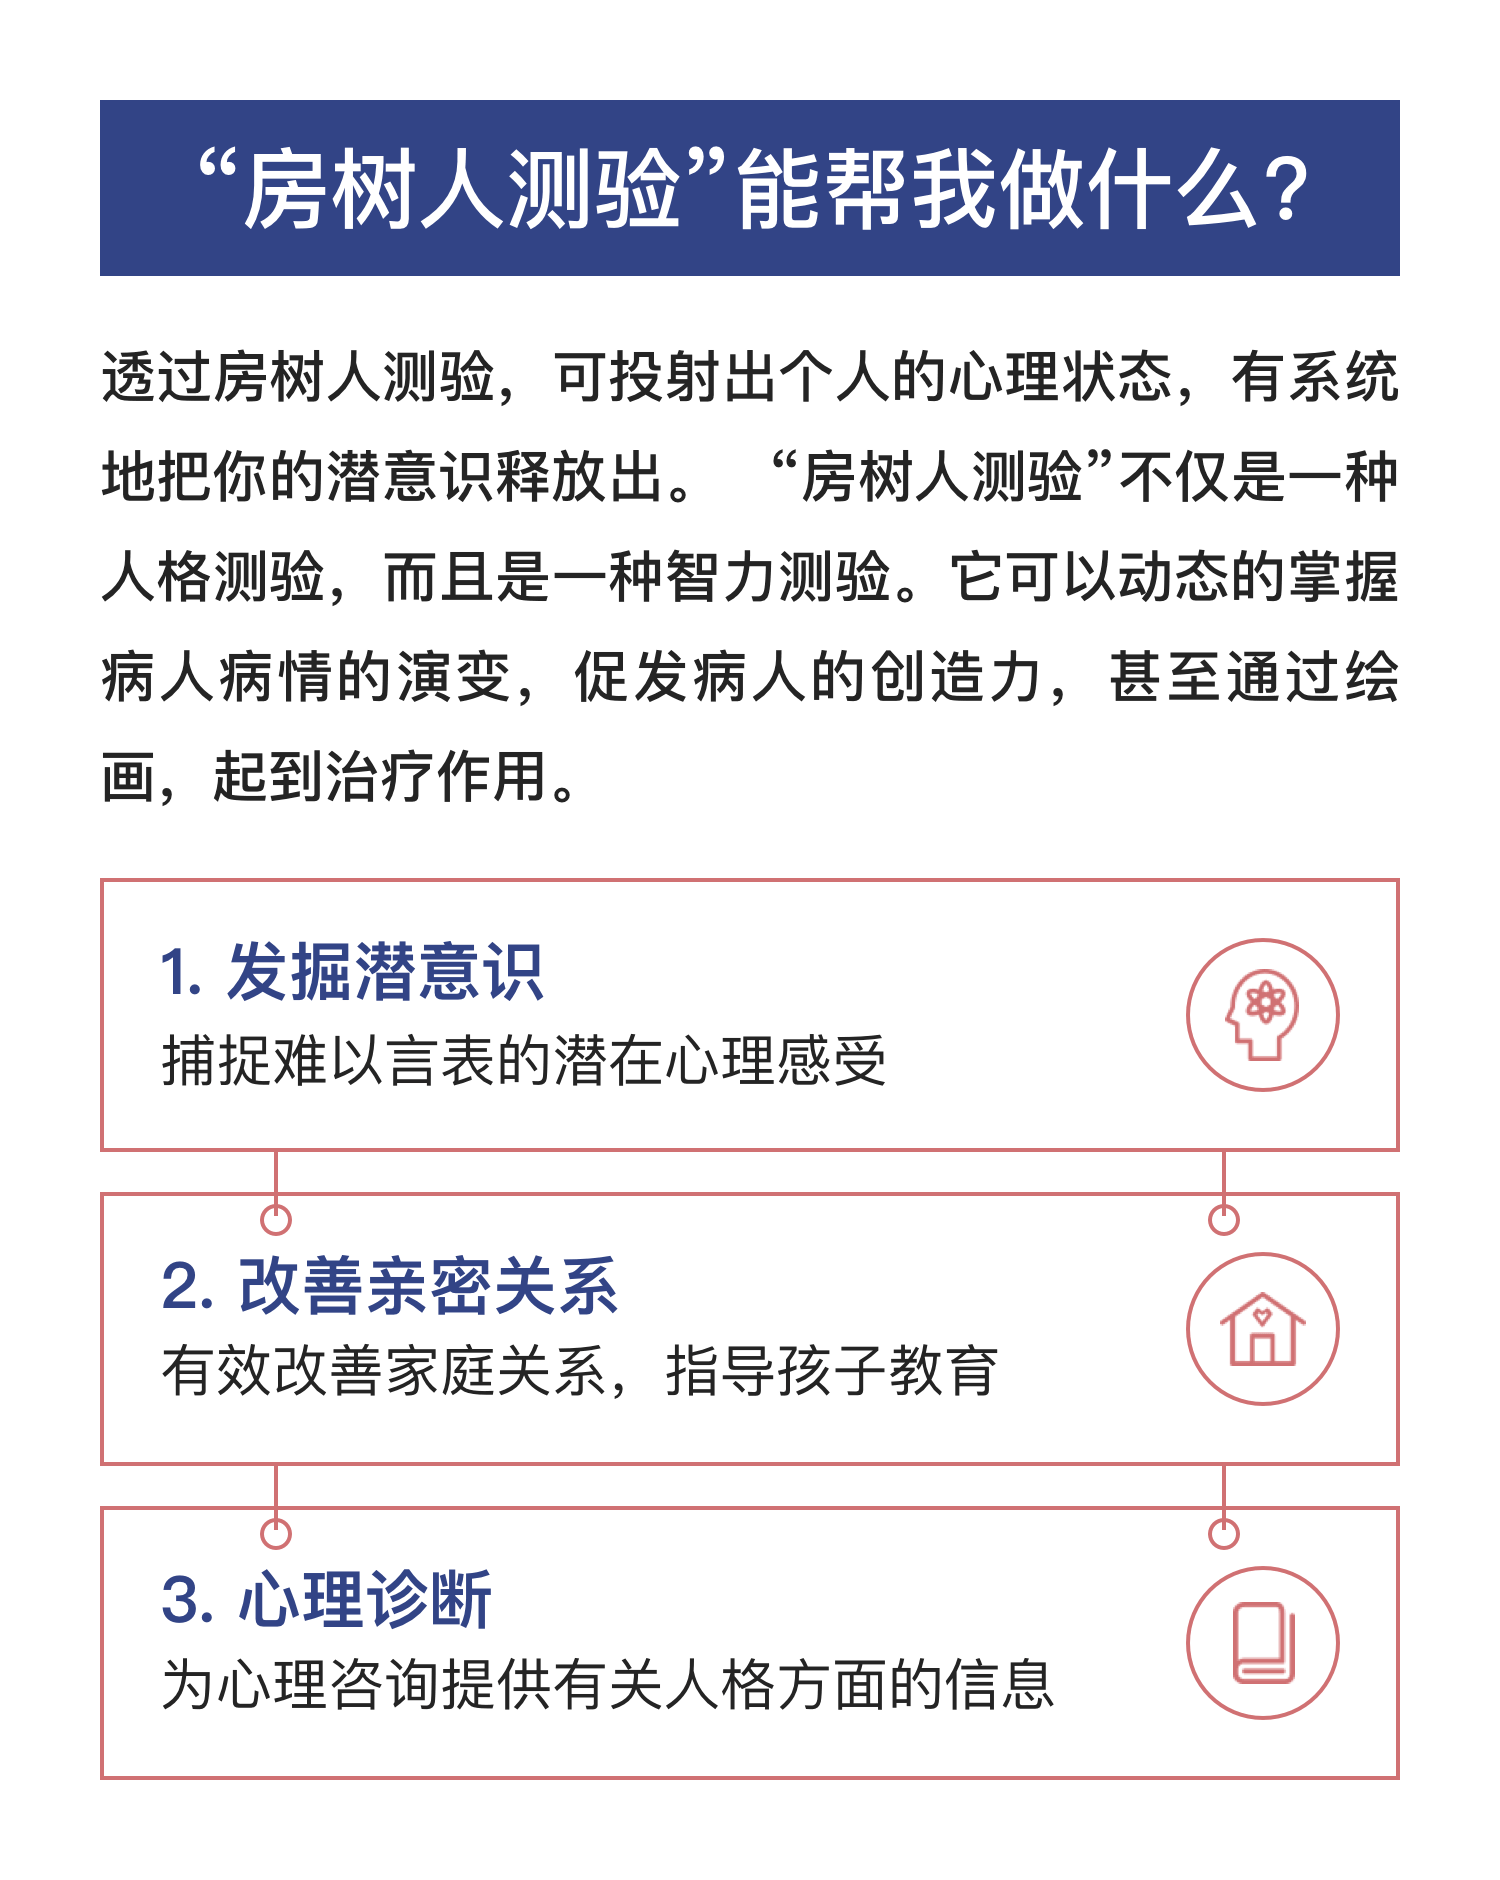 “房树人测验”能帮我做什么?
透过房树人测验，可投射出个人的心理状态，有系统
地把你的潜意识释放出。 “房树人测验”不仅是一种
人格测验，而且是一种智力测验。它可以动态的掌握
病人病情的演变，促发病人的创造力，甚至通过绘
画，起到治疗作用。
1. 发掘潜意识
捕捉难以言表的潜在心理感受
2. 改善亲密关系
有效改善家庭关系，指导孩子教育
3. 心理诊断
为心理咨询提供有关人格方面的信息